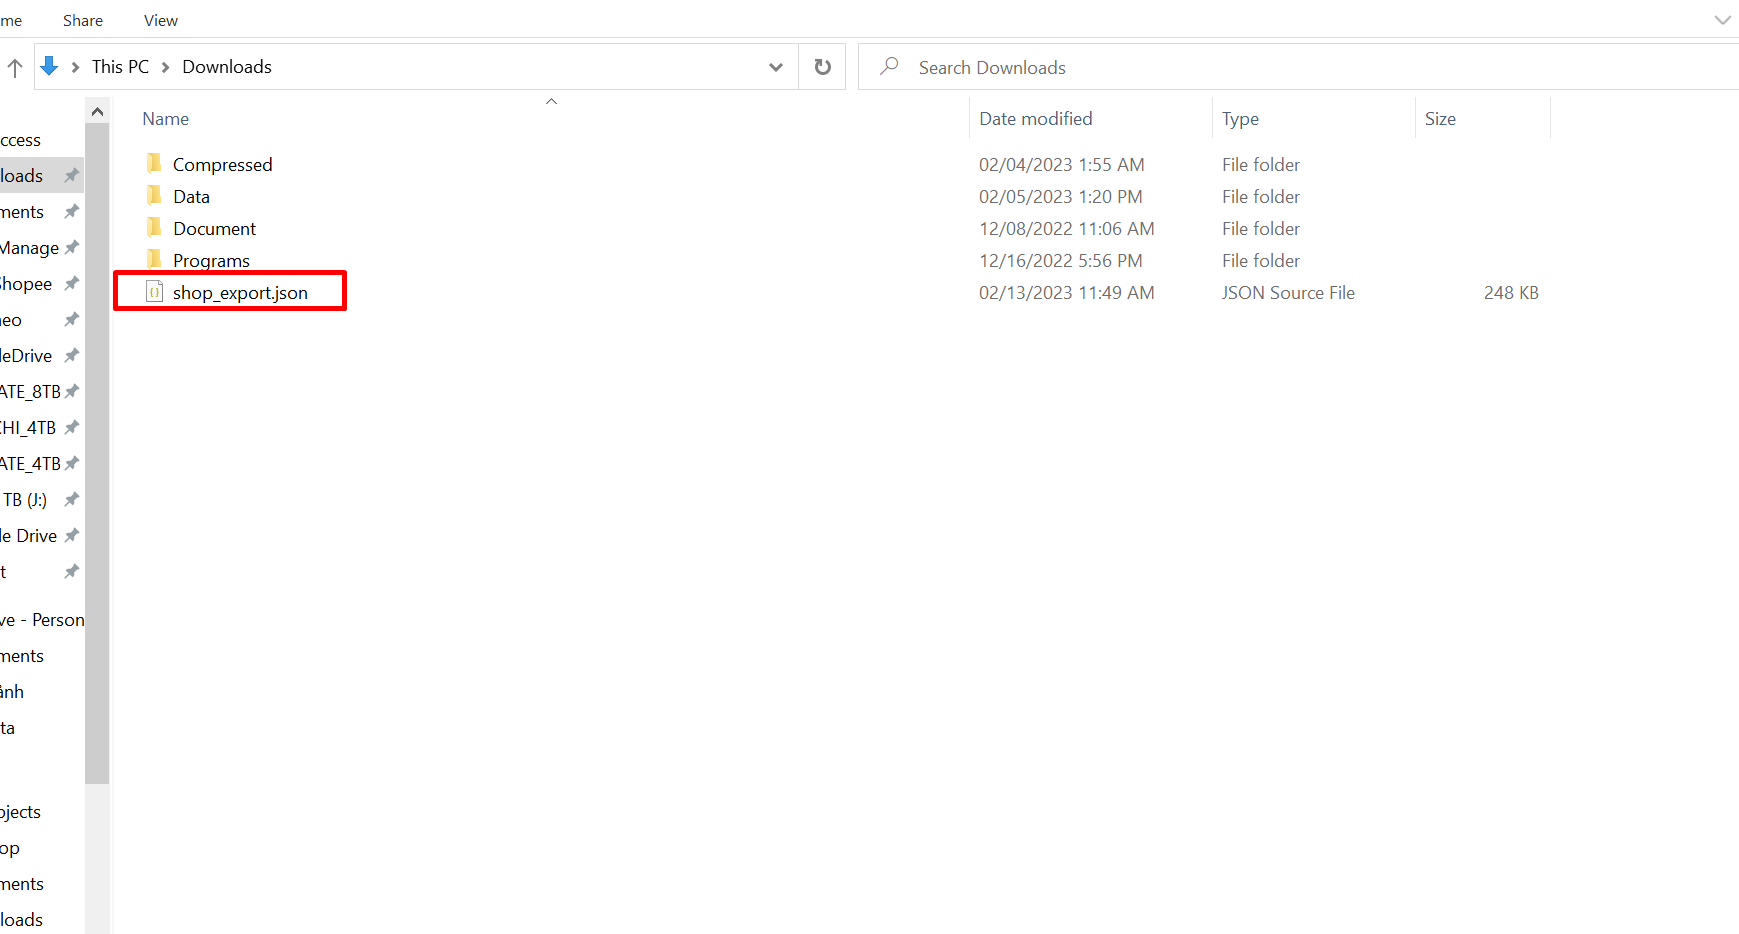 me Share View
This PC Downloads Search Downloads
Name Date modified Type Size
ccess
loads
ments
Manage
Shopee
neo
leDrive
ATE_8TB
CHI_4TB
ATE_4TB
TB (J:)
le Drive
t
ve - Person
ments
ảnh
ta
ojects
op
ments
loads
Compressed 02/04/2023 1:55 AM File folder
Data 02/05/2023 1:20 PM File folder
Document 12/08/2022 11:06 AM File folder
Programs 12/16/2022 5:56 PM File folder
shop_export.json 02/13/2023 11:49 AM JSON Source File 248 KB